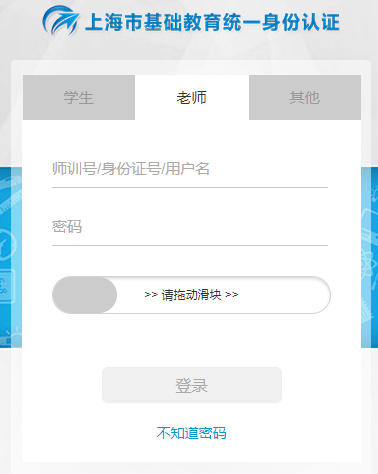 上海市基础教育统一身份认证
学生 老师 其他
师训号/身份证号/用户名
密码
>> 请拖动滑块 >>
登录
不知道密码